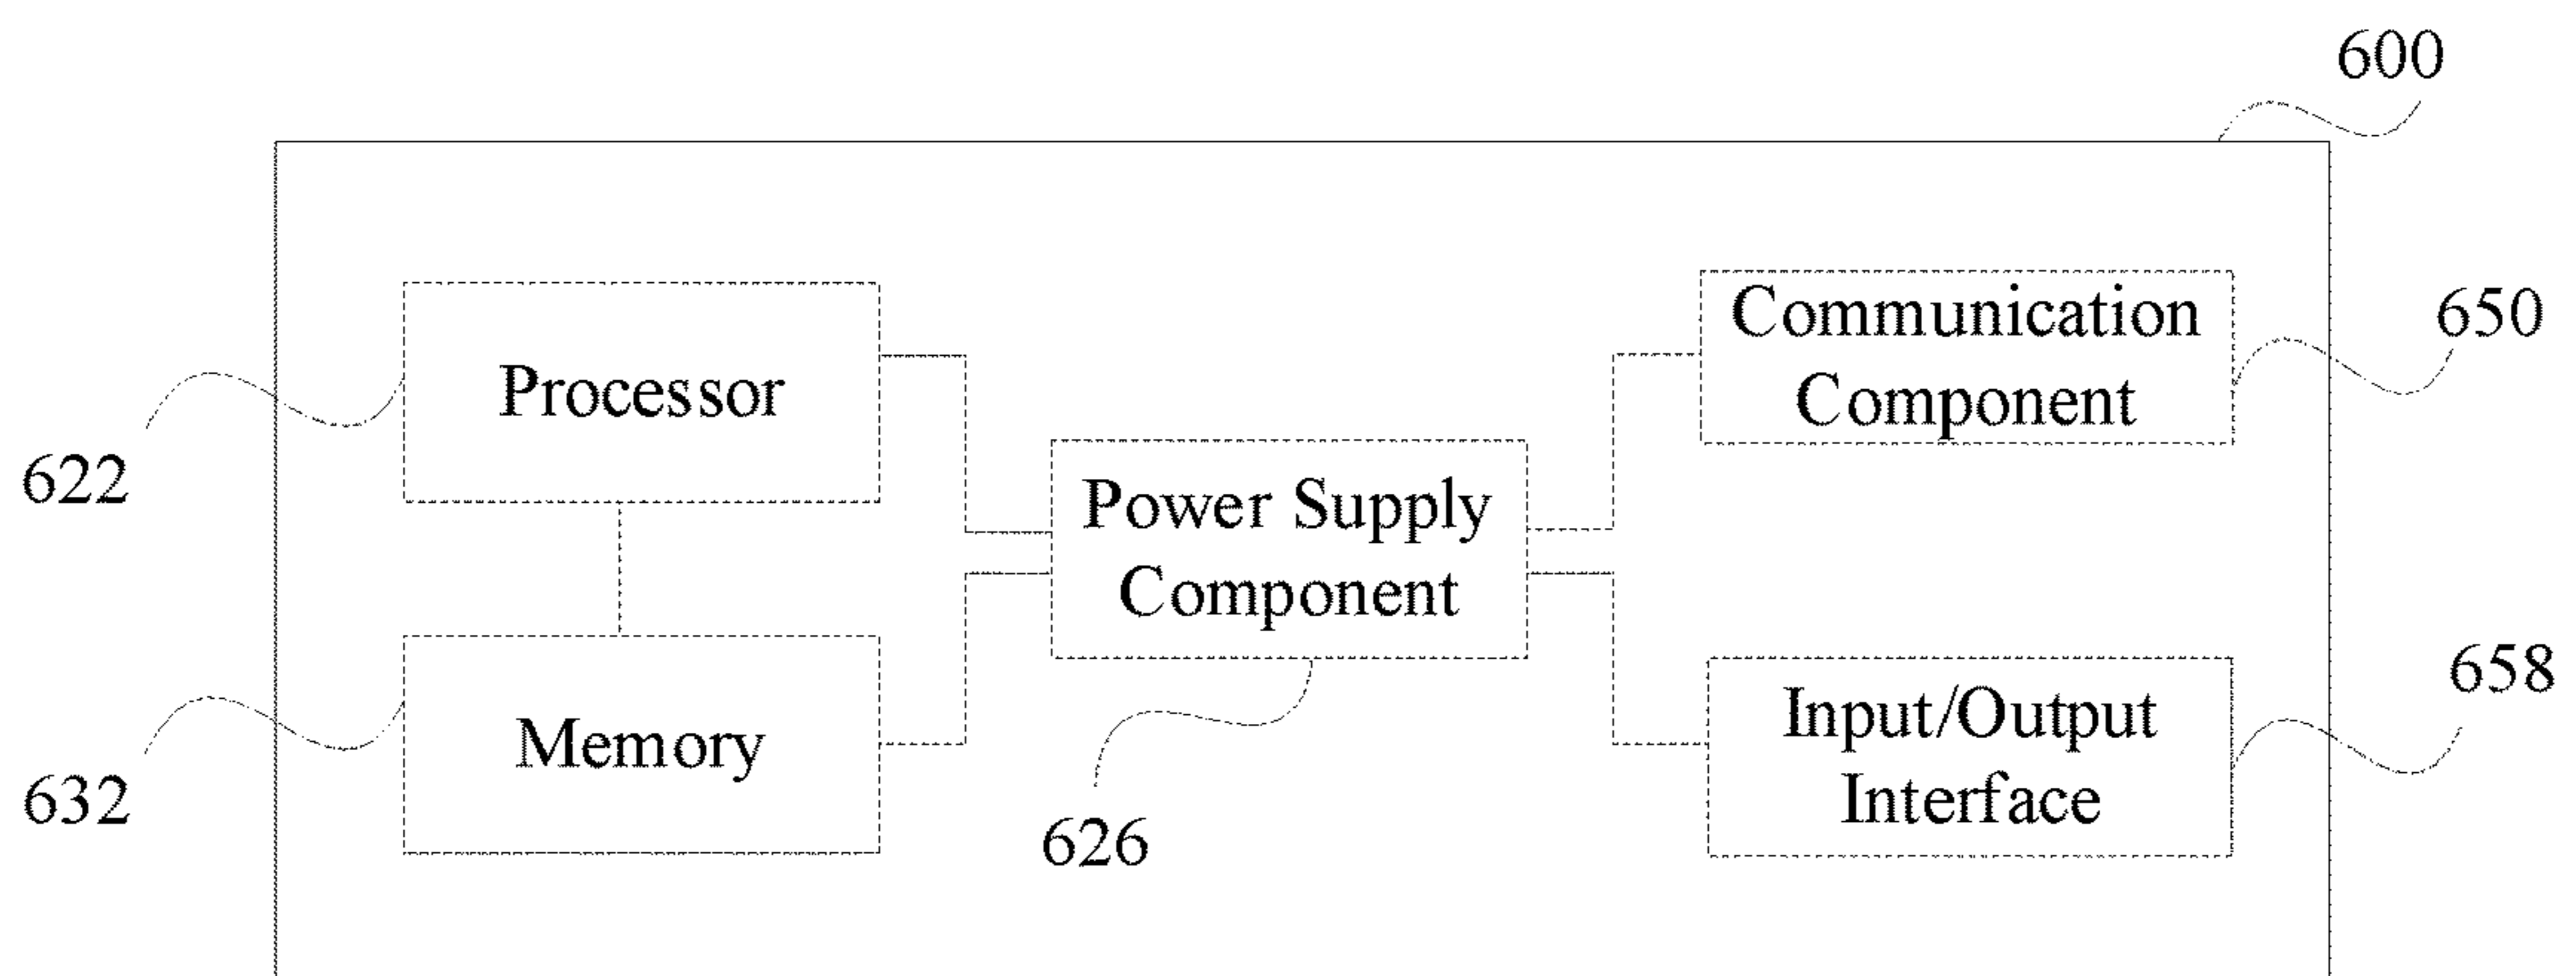 600
Processor
622
Memory
632
Power Supply
Component
626
Communication
Component
650
Input/Output
Interface
658